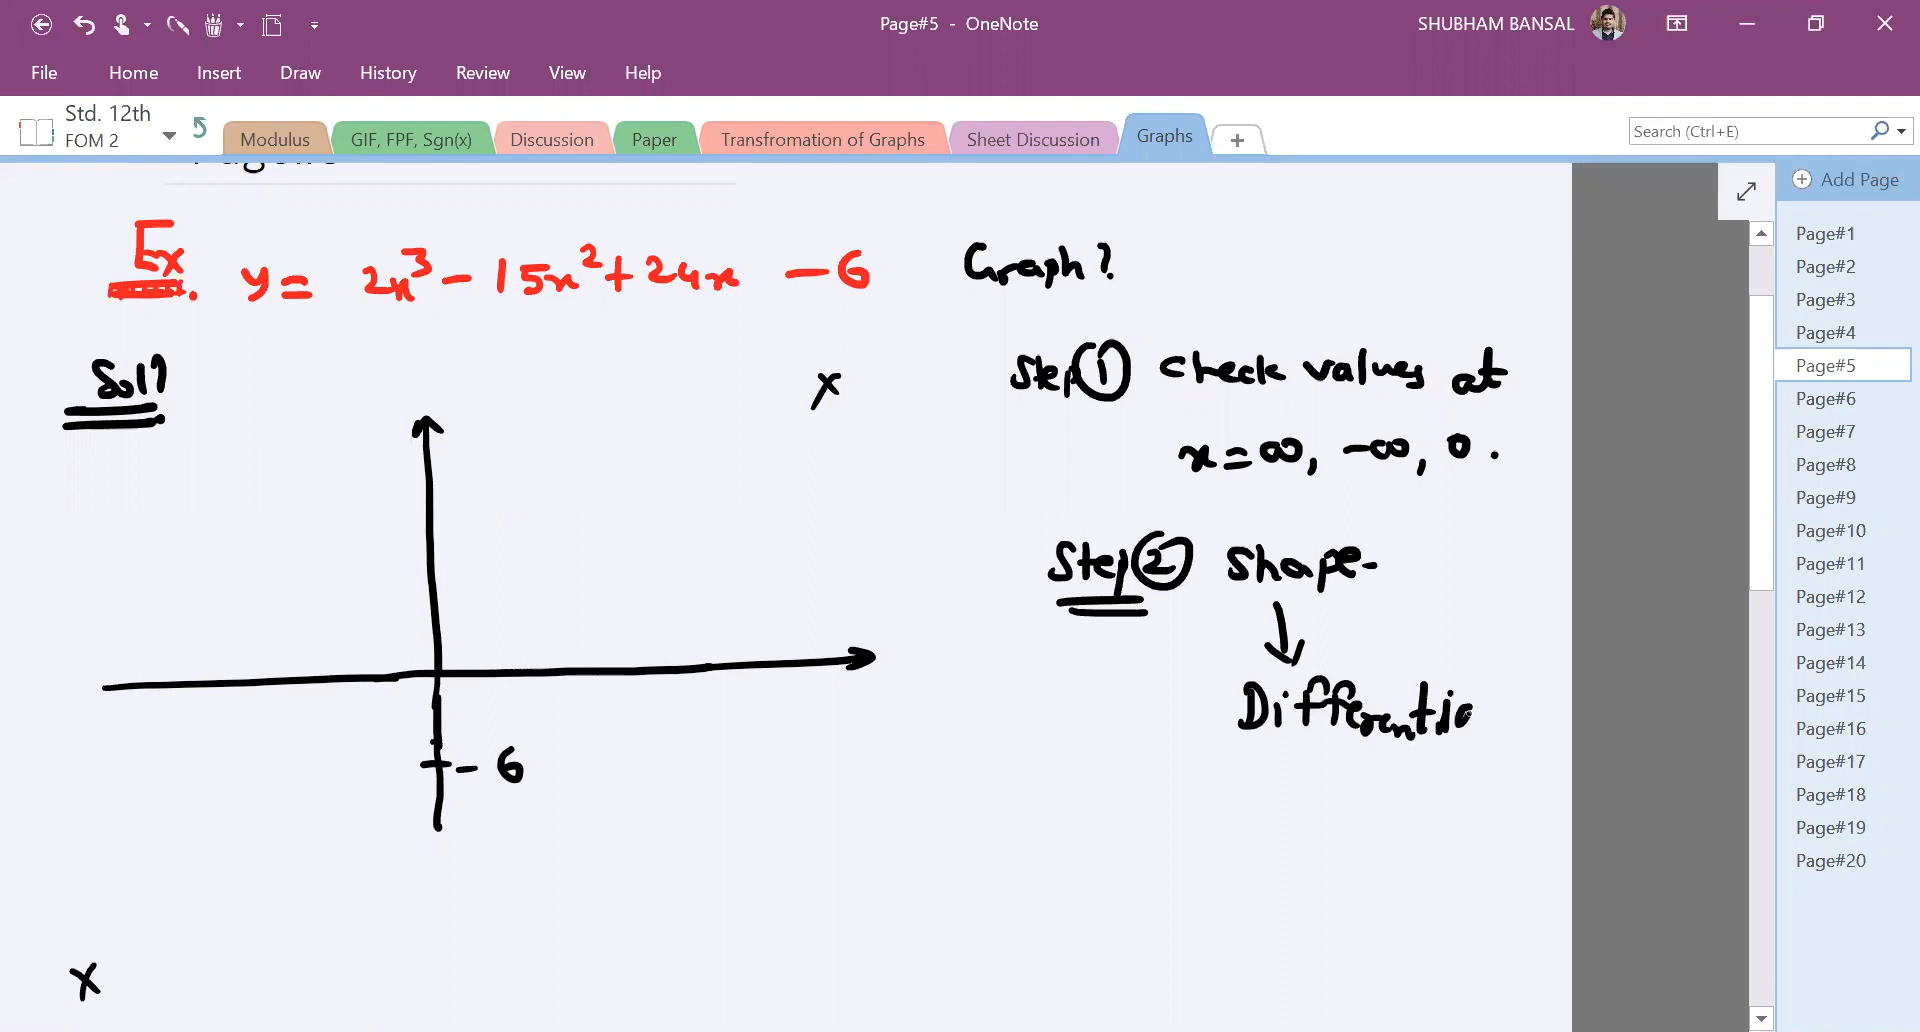 Page#5 - OneNote
SHUBHAM BANSAL
File Home Insert Draw History Review View Help
Std. 12th
FOM 2
Modulus GIF, FPF, Sgn(x) Discussion Paper Transfromation of Graphs Sheet Discussion Graphs +
Search (Ctrl+E)
Add Page
Page#1
Page#2
Page#3
Page#4
Page#5
Page#6
Page#7
Page#8
Page#9
Page#10
Page#11
Page#12
Page#13
Page#14
Page#15
Page#16
Page#17
Page#18
Page#19
Page#20
Ex. y = 2x³ - 15x² + 24x - 6 Graph?
Solⁿ
x
Step ① Check values at
x = ∞, -∞, 0.
Step ② Shape-
↓
Differentio
- 6
x